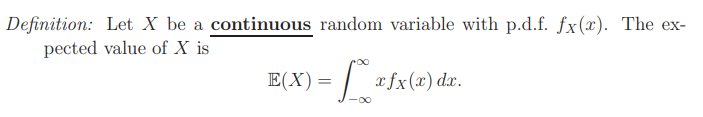 Definition: Let X be a continuous random variable with p.d.f. f_X(x). The ex-
pected value of X is
𝔼(X) = ∫_{-∞}^{∞} x f_X(x) dx.